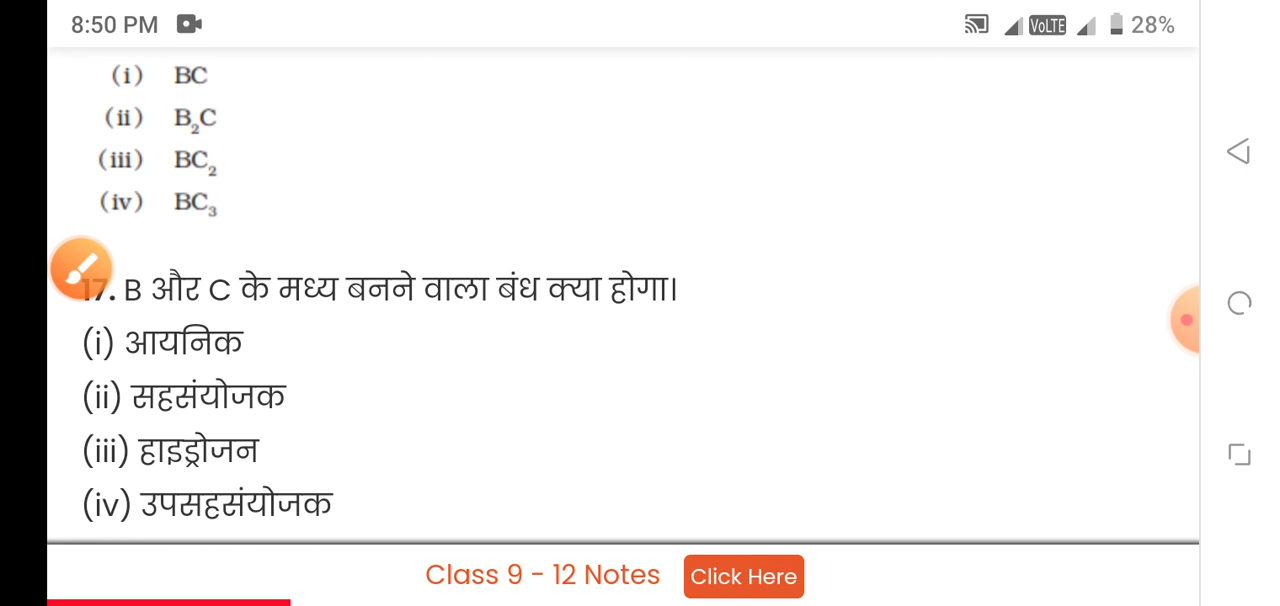 8:50 PM VoLTE 28%
(i) BC
(ii) B₂C
(iii) BC₂
(iv) BC₃
17. B और C के मध्य बनने वाला बंध क्या होगा।
(i) आयनिक
(ii) सहसंयोजक
(iii) हाइड्रोजन
(iv) उपसहसंयोजक
Class 9 - 12 Notes Click Here